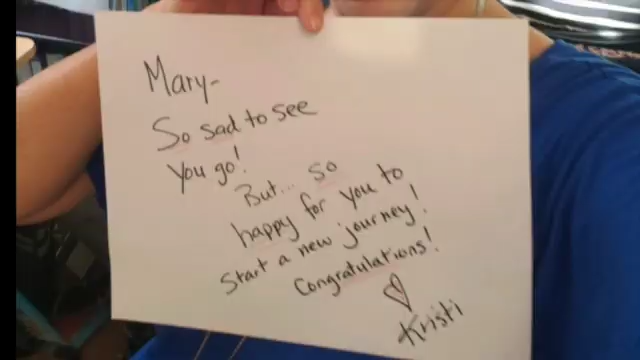 Mary-
So sad to see
you go!
But... so
happy for you to
start a new journey!
Congratulations!
♡
Kristi